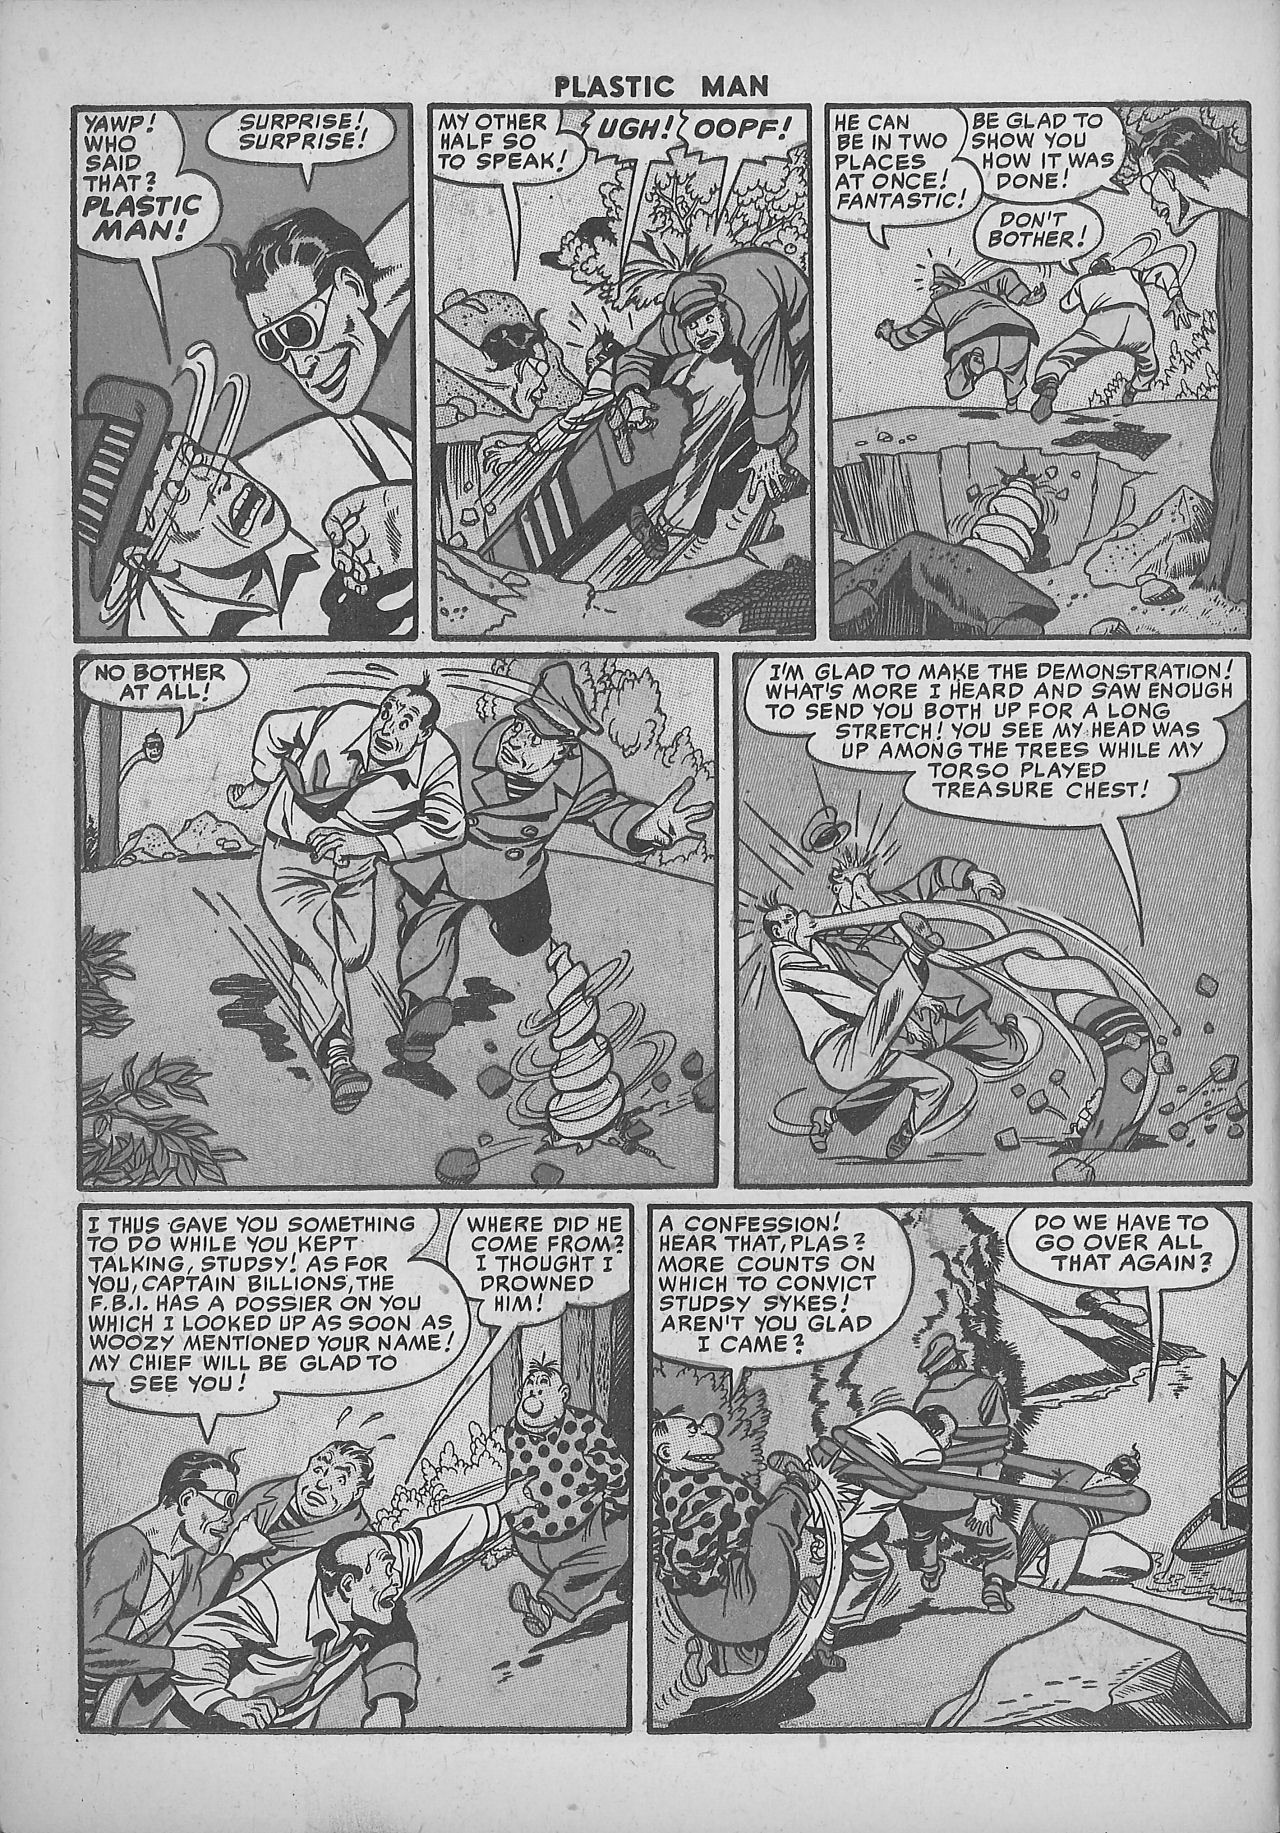 PLASTIC MAN
YAWP!
WHO
SAID
THAT?
PLASTIC
MAN!
SURPRISE!
SURPRISE!
MY OTHER
HALF SO
TO SPEAK!
UGH!
OOPF!
HE CAN
BE IN TWO
PLACES
AT ONCE!
FANTASTIC!
BE GLAD TO
SHOW YOU
HOW IT WAS
DONE!
DON'T
BOTHER!
NO BOTHER
AT ALL!
I'M GLAD TO MAKE THE DEMONSTRATION!
WHAT'S MORE I HEARD AND SAW ENOUGH
TO SEND YOU BOTH UP FOR A LONG
STRETCH! YOU SEE MY HEAD WAS
UP AMONG THE TREES WHILE MY
TORSO PLAYED
TREASURE CHEST!
I THUS GAVE YOU SOMETHING
TO DO WHILE YOU KEPT
TALKING, STUDSY! AS FOR
YOU, CAPTAIN BILLIONS, THE
F.B.I. HAS A DOSSIER ON YOU
WHICH I LOOKED UP AS SOON AS
WOOZY MENTIONED YOUR NAME!
MY CHIEF WILL BE GLAD TO
SEE YOU!
WHERE DID HE
COME FROM?
I THOUGHT I
DROWNED
HIM!
A CONFESSION!
HEAR THAT, PLAS?
MORE COUNTS ON
WHICH TO CONVICT
STUDSY SYKES!
AREN'T YOU GLAD
I CAME?
DO WE HAVE TO
GO OVER ALL
THAT AGAIN?